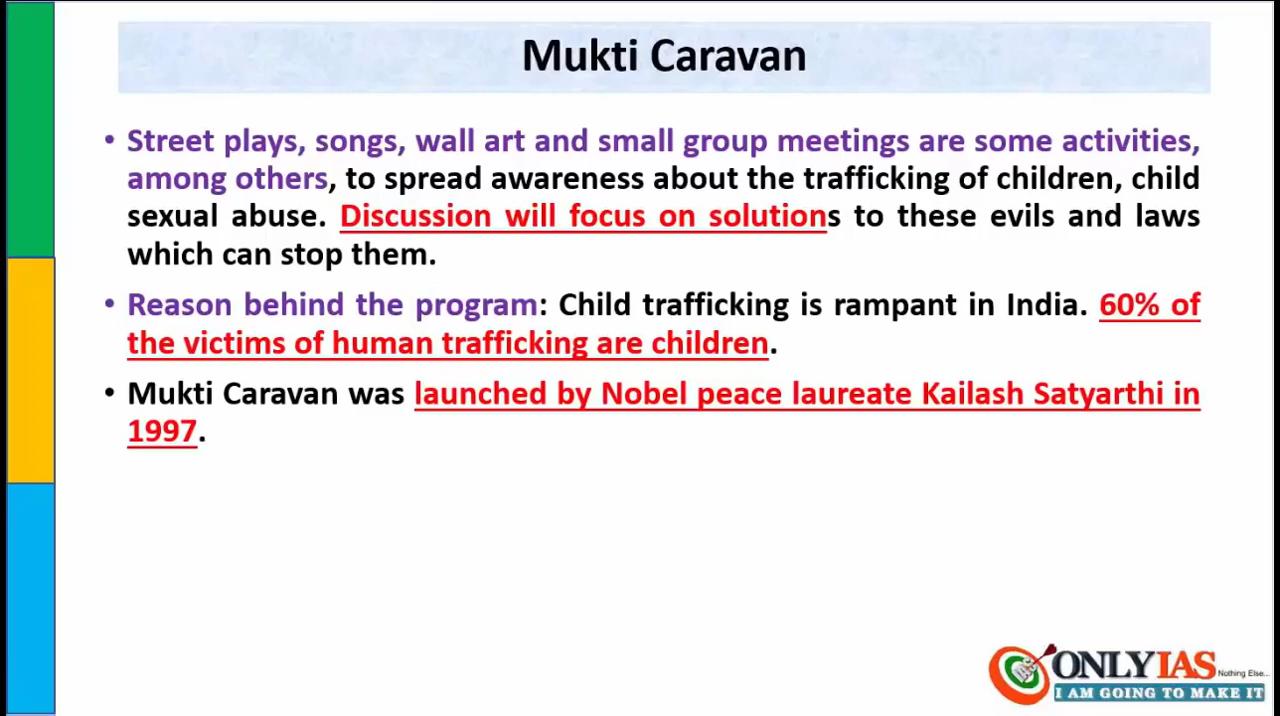 Mukti Caravan
• Street plays, songs, wall art and small group meetings are some activities,
among others, to spread awareness about the trafficking of children, child
sexual abuse. Discussion will focus on solutions to these evils and laws
which can stop them.
• Reason behind the program: Child trafficking is rampant in India. 60% of
the victims of human trafficking are children.
• Mukti Caravan was launched by Nobel peace laureate Kailash Satyarthi in
1997.
ONLYIAS Nothing Else...
I AM GOING TO MAKE IT